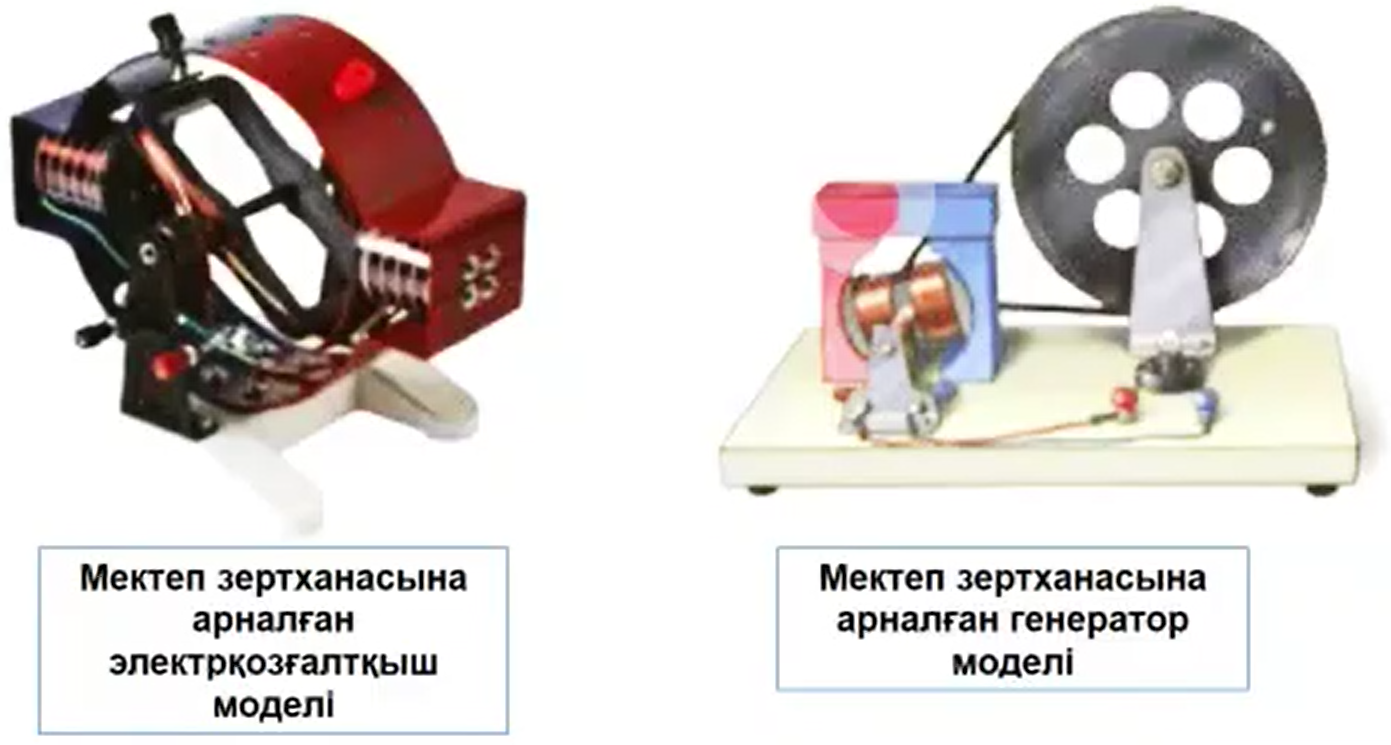 Мектеп зертханасына
арналған
электрқозғалтқыш
моделі
Мектеп зертханасына
арналған генератор
моделі